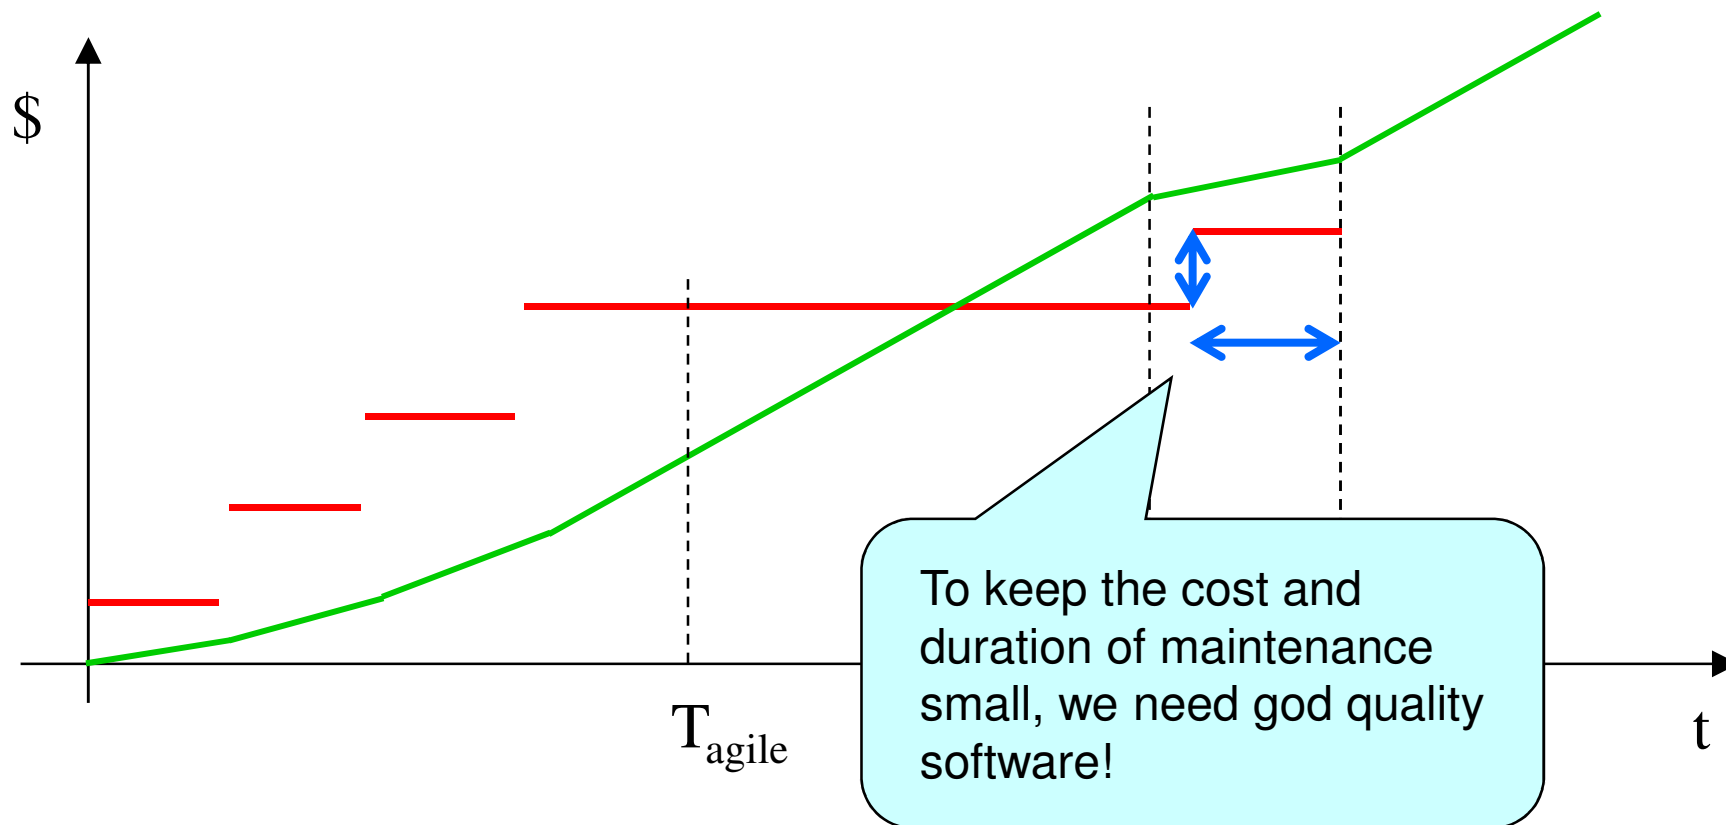 $
To keep the cost and
duration of maintenance
small, we need god quality
software!
T_agile
t